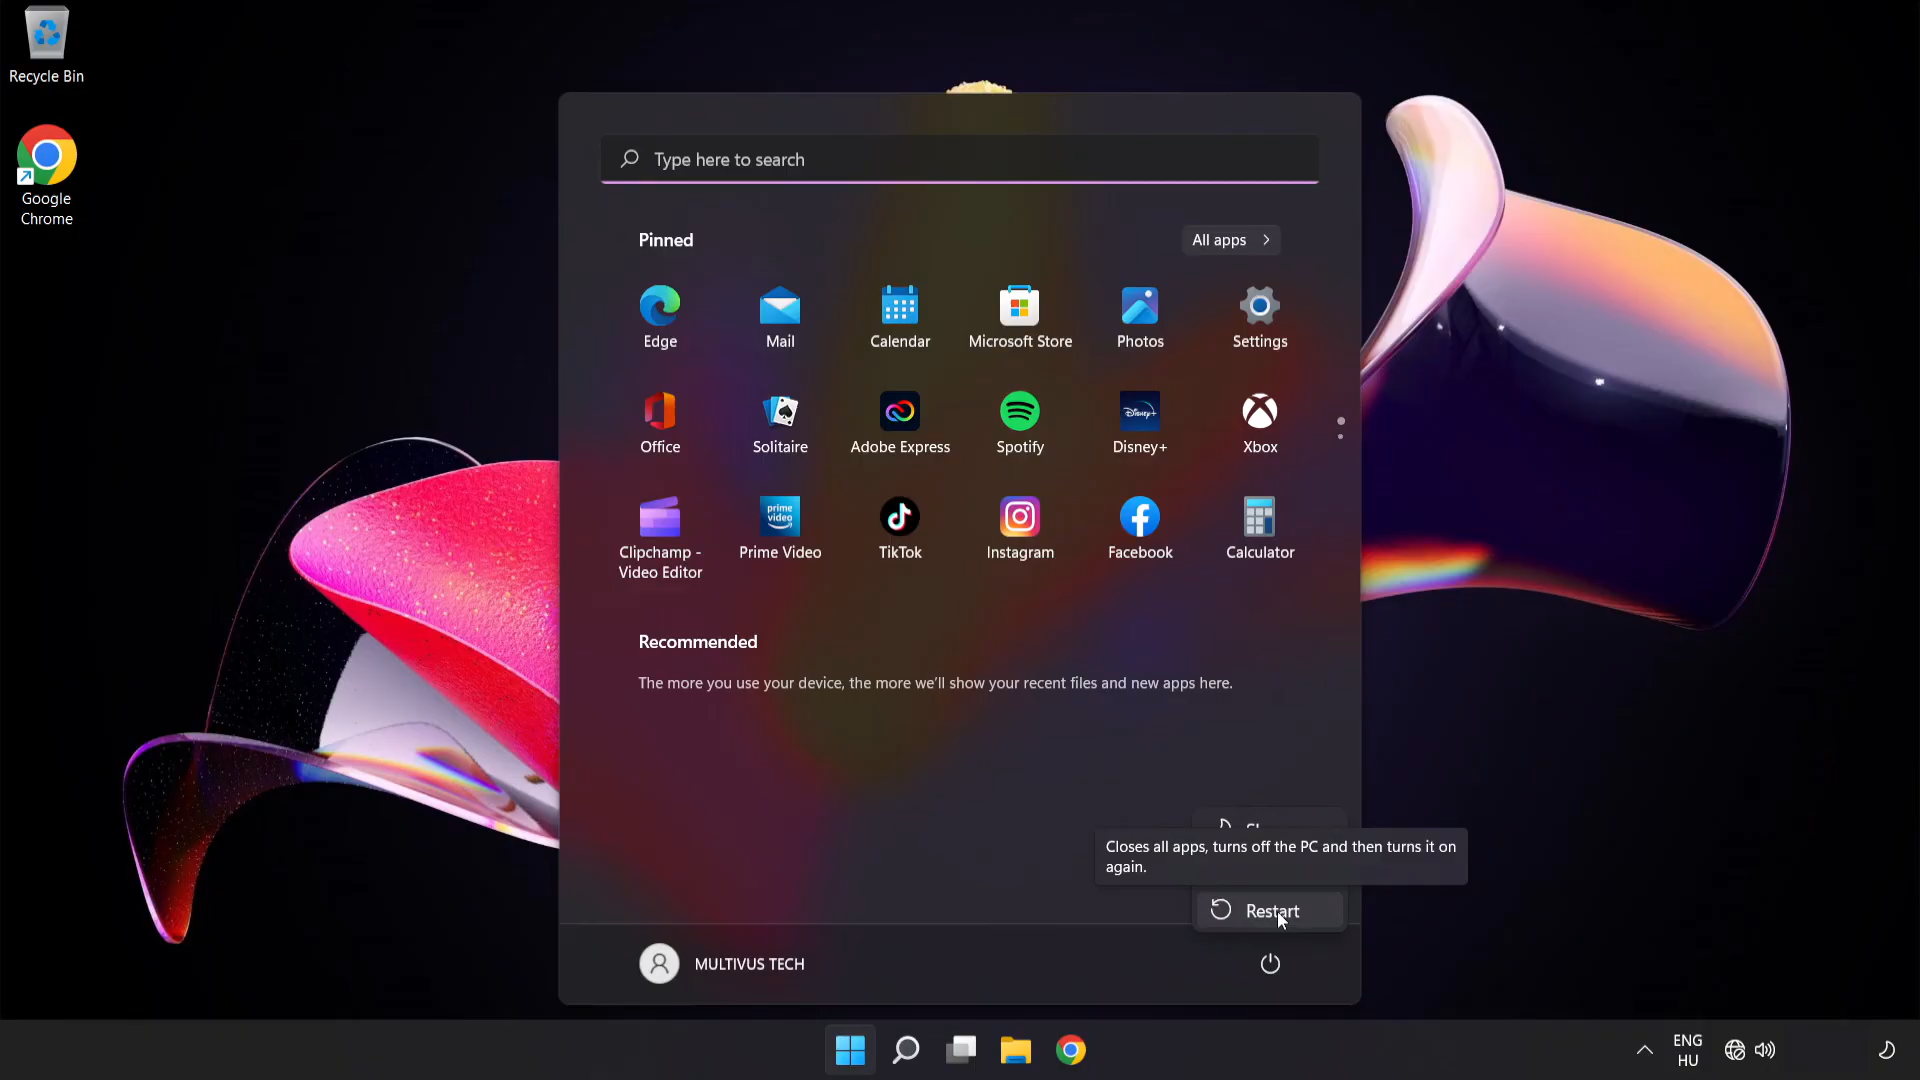 Recycle Bin
Google
Chrome
Type here to search
Pinned
All apps
Edge
Mail
Calendar
Microsoft Store
Photos
Settings
Office
Solitaire
Adobe Express
Spotify
Disney+
Disney+
Xbox
prime
video
Clipchamp -
Video Editor
Prime Video
TikTok
Instagram
Facebook
Calculator
Recommended
The more you use your device, the more we'll show your recent files and new apps here.
Closes all apps, turns off the PC and then turns it on
again.
Restart
MULTIVUS TECH
ENG
HU